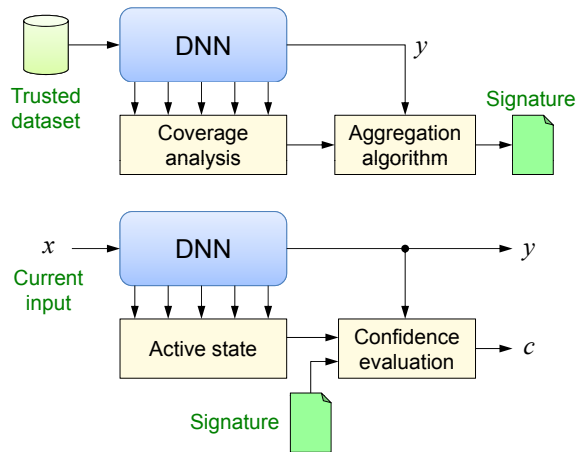 DNN
y
Trusted
dataset
Signature
Coverage
analysis
Aggregation
algorithm
x
DNN
y
Current
input
Active state
Confidence
evaluation
c
Signature